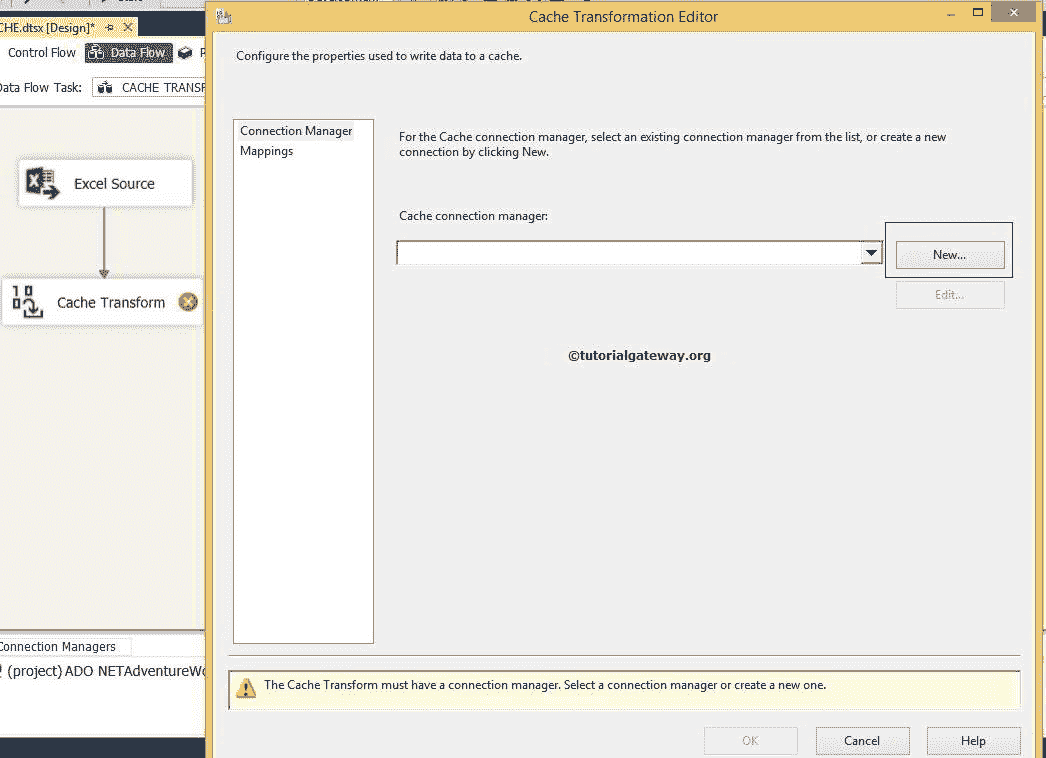 Cache Transformation Editor
CHE.dtsx [Design]*
Control Flow
Data Flow
Data Flow Task:
CACHE TRANSF
Excel Source
Cache Transform
Configure the properties used to write data to a cache.
Connection Manager
Mappings
For the Cache connection manager, select an existing connection manager from the list, or create a new
connection by clicking New.
Cache connection manager:
New...
Edit...
©tutorialgateway.org
Connection Managers
(project) ADO NETAdventureWo
The Cache Transform must have a connection manager. Select a connection manager or create a new one.
OK
Cancel
Help